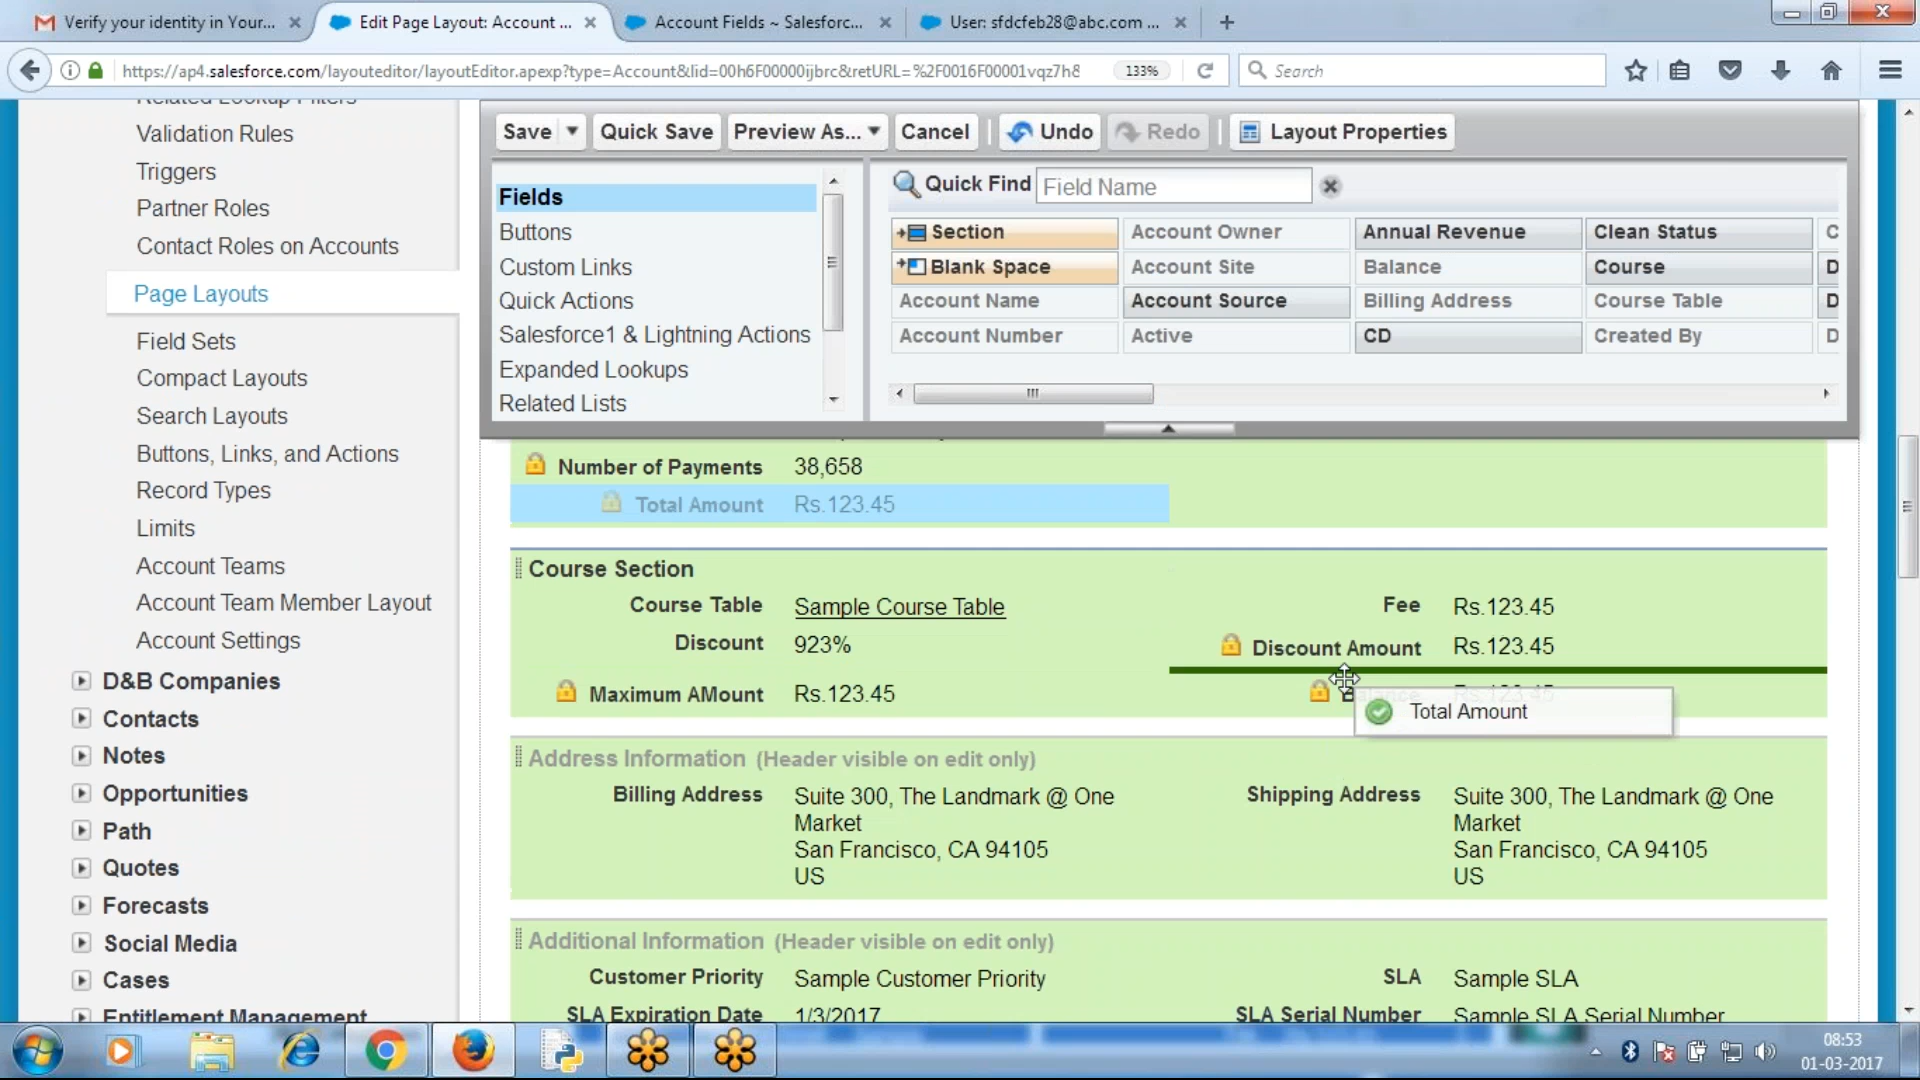 Verify your identity in Your...
Edit Page Layout: Account ...
Account Fields ~ Salesforc...
User: sfdcfeb28@abc.com ...
https://ap4.salesforce.com/layouteditor/layoutEditor.apexp?type=Account&lid=00h6F00000ijbrc&retURL=%2F0016F00001vqz7h8
133%
Search
Related Lookup Filters
Validation Rules
Triggers
Partner Roles
Contact Roles on Accounts
Page Layouts
Field Sets
Compact Layouts
Search Layouts
Buttons, Links, and Actions
Record Types
Limits
Account Teams
Account Team Member Layout
Account Settings
D&B Companies
Contacts
Notes
Opportunities
Path
Quotes
Forecasts
Social Media
Cases
Entitlement Management
Save
Quick Save
Preview As...
Cancel
Undo
Redo
Layout Properties
Fields
Buttons
Custom Links
Quick Actions
Salesforce1 & Lightning Actions
Expanded Lookups
Related Lists
Quick Find
Field Name
Section Account Owner Annual Revenue Clean Status C
Blank Space Account Site Balance Course D
Account Name Account Source Billing Address Course Table D
Account Number Active CD Created By D
Number of Payments 38,658
Total Amount Rs.123.45
Course Section
Course Table Sample Course Table Fee Rs.123.45
Discount 923% Discount Amount Rs.123.45
Maximum AMount Rs.123.45 Balance Rs.123.45
Total Amount
Address Information (Header visible on edit only)
Billing Address Suite 300, The Landmark @ One Shipping Address Suite 300, The Landmark @ One
Market Market
San Francisco, CA 94105 San Francisco, CA 94105
US US
Additional Information (Header visible on edit only)
Customer Priority Sample Customer Priority SLA Sample SLA
SLA Expiration Date 1/3/2017 SLA Serial Number Sample SLA Serial Number
08:53
01-03-2017